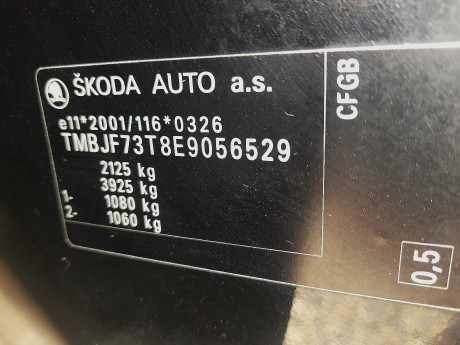 ŠKODA AUTO a.s.
e11*2001/116*0326
TMBJF73T8E9056529
2125 kg
3925 kg
1- 1080 kg
2- 1060 kg
CFGB
0,5